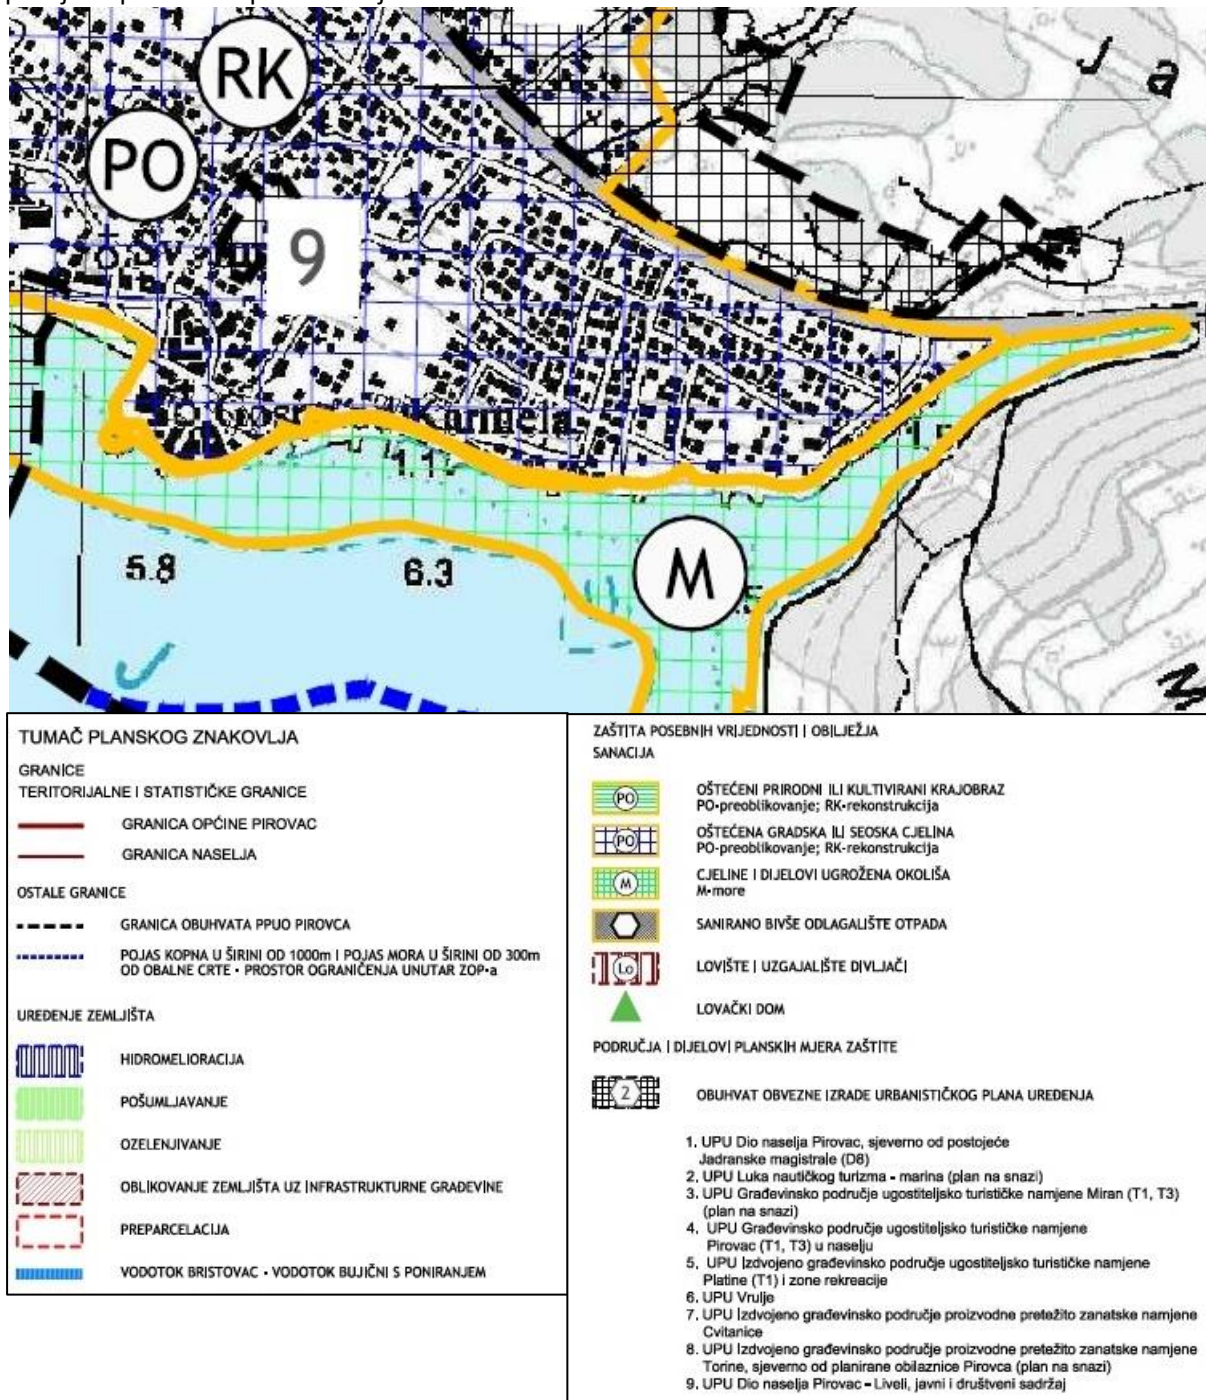 RK
PO
9
J a
Karmela
1.1
M
5.8
6.3
J
M
TUMAČ PLANSKOG ZNAKOVLJA
GRANICE
TERITORIJALNE I STATISTIČKE GRANICE
GRANICA OPĆINE PIROVAC
GRANICA NASELJA
OSTALE GRANICE
GRANICA OBUHVATA PPUO PIROVCA
POJAS KOPNA U ŠIRINI OD 1000m I POJAS MORA U ŠIRINI OD 300m
OD OBALNE CRTE - PROSTOR OGRANIČENJA UNUTAR ZOP-a
UREĐENJE ZEMLJIŠTA
HIDROMELIORACIJA
POŠUMLJAVANJE
OZELENJIVANJE
OBLIKOVANJE ZEMLJIŠTA UZ INFRASTRUKTURNE GRAĐEVINE
PREPARCELACIJA
VODOTOK BRISTOVAC - VODOTOK BUJIČNI S PONIRANJEM
ZAŠTITA POSEBNIH VRIJEDNOSTI I OBILJEŽJA
SANACIJA
PO
OŠTEĆENI PRIRODNI ILI KULTIVIRANI KRAJOBRAZ
PO-preoblikovanje; RK-rekonstrukcija
PO
OŠTEĆENA GRADSKA ILI SEOSKA CJELINA
PO-preoblikovanje; RK-rekonstrukcija
M
CJELINE I DIJELOVI UGROŽENA OKOLIŠA
M-more
SANIRANO BIVŠE ODLAGALIŠTE OTPADA
Lo
LOVIŠTE I UZGAJALIŠTE DIVLJAČI
LOVAČKI DOM
PODRUČJA I DIJELOVI PLANSKIH MJERA ZAŠTITE
2
OBUHVAT OBVEZNE IZRADE URBANISTIČKOG PLANA UREĐENJA
1. UPU Dio naselja Pirovac, sjeverno od postojeće
Jadranske magistrale (D8)
2. UPU Luka nautičkog turizma - marina (plan na snazi)
3. UPU Građevinsko područje ugostiteljsko turističke namjene Miran (T1, T3)
(plan na snazi)
4. UPU Građevinsko područje ugostiteljsko turističke namjene
Pirovac (T1, T3) u naselju
5. UPU Izdvojeno građevinsko područje ugostiteljsko turističke namjene
Platine (T1) i zone rekreacije
6. UPU Vrulje
7. UPU Izdvojeno građevinsko područje proizvodne pretežito zanatske namjene
Cvitanice
8. UPU Izdvojeno građevinsko područje proizvodne pretežito zanatske namjene
Torine, sjeverno od planirane obilaznice Pirovca (plan na snazi)
9. UPU Dio naselja Pirovac - Liveli, javni i društveni sadržaj